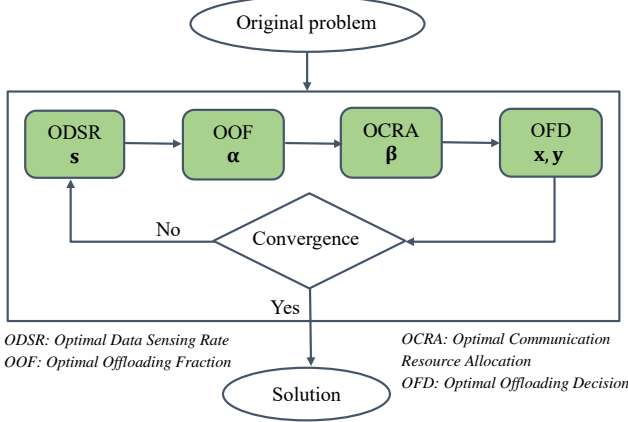 Original problem
ODSR
s
OOF
α
OCRA
β
OFD
x, y
No
Convergence
Yes
ODSR: Optimal Data Sensing Rate
OOF: Optimal Offloading Fraction
OCRA: Optimal Communication
Resource Allocation
OFD: Optimal Offloading Decision
Solution